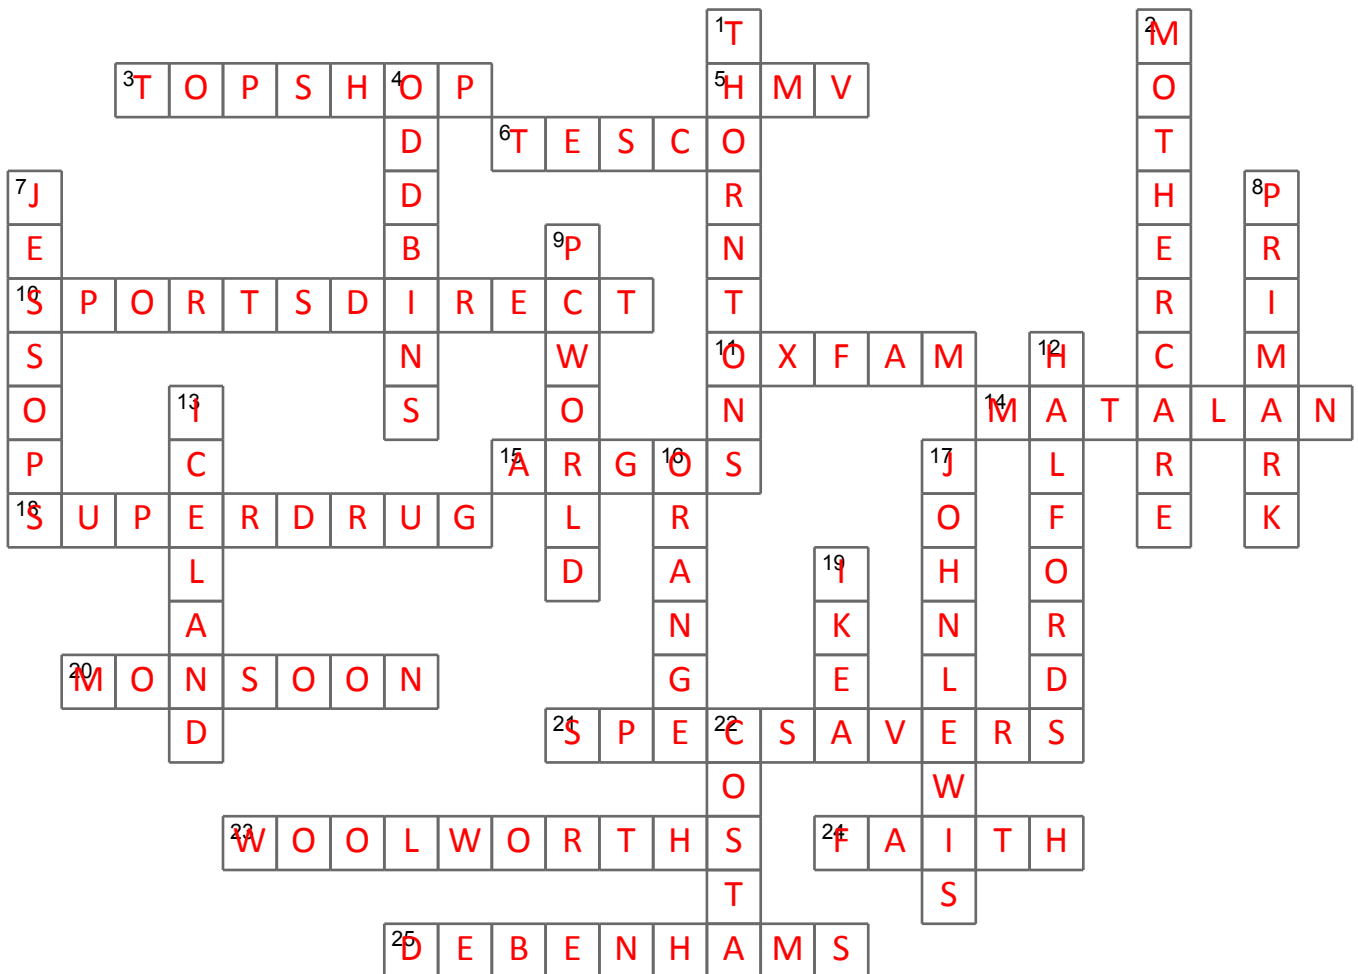 1 T 2 M
3 T O P S H 4 O P 5 H M V O
D 6 T E S C O T
7 J D R H 8 P
E B 9 P N E R
10 S P O R T S D I R E C T T R I
S N W 11 O X F A M 12 H C M
O 13 I S O N 14 M A T A L A N
P C 15 A R G 16 O S 17 J L R R
18 S U P E R D R U G L R O F E K
L D A 19 I H O
A N K N R
20 M O N S O O N G E L D
D 21 S P E 22 C S A V E R S
O W
23 W O O L W O R T H S 24 F A I T H
T S
25 D E B E N H A M S